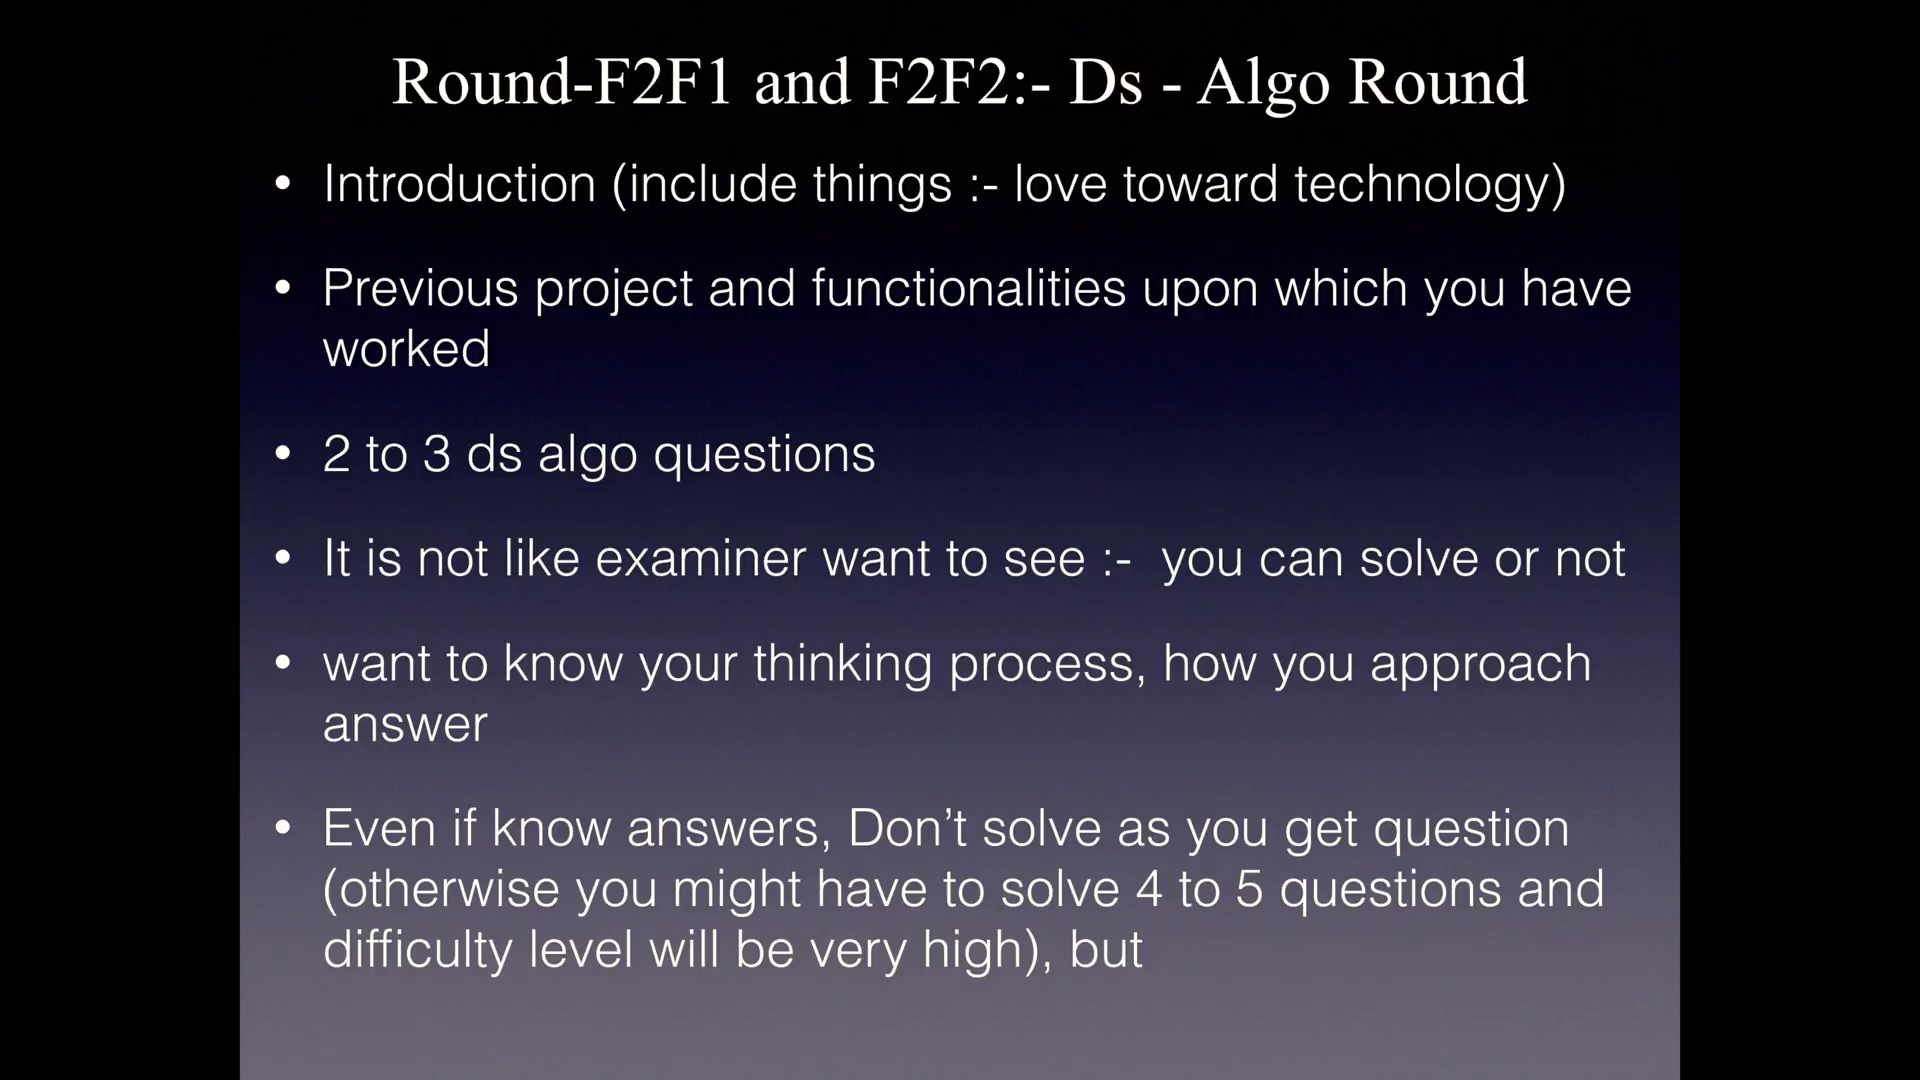 Round-F2F1 and F2F2:- Ds - Algo Round
• Introduction (include things :- love toward technology)
• Previous project and functionalities upon which you have
worked
• 2 to 3 ds algo questions
• It is not like examiner want to see :-  you can solve or not
• want to know your thinking process, how you approach
answer
• Even if know answers, Don’t solve as you get question
(otherwise you might have to solve 4 to 5 questions and
difficulty level will be very high), but